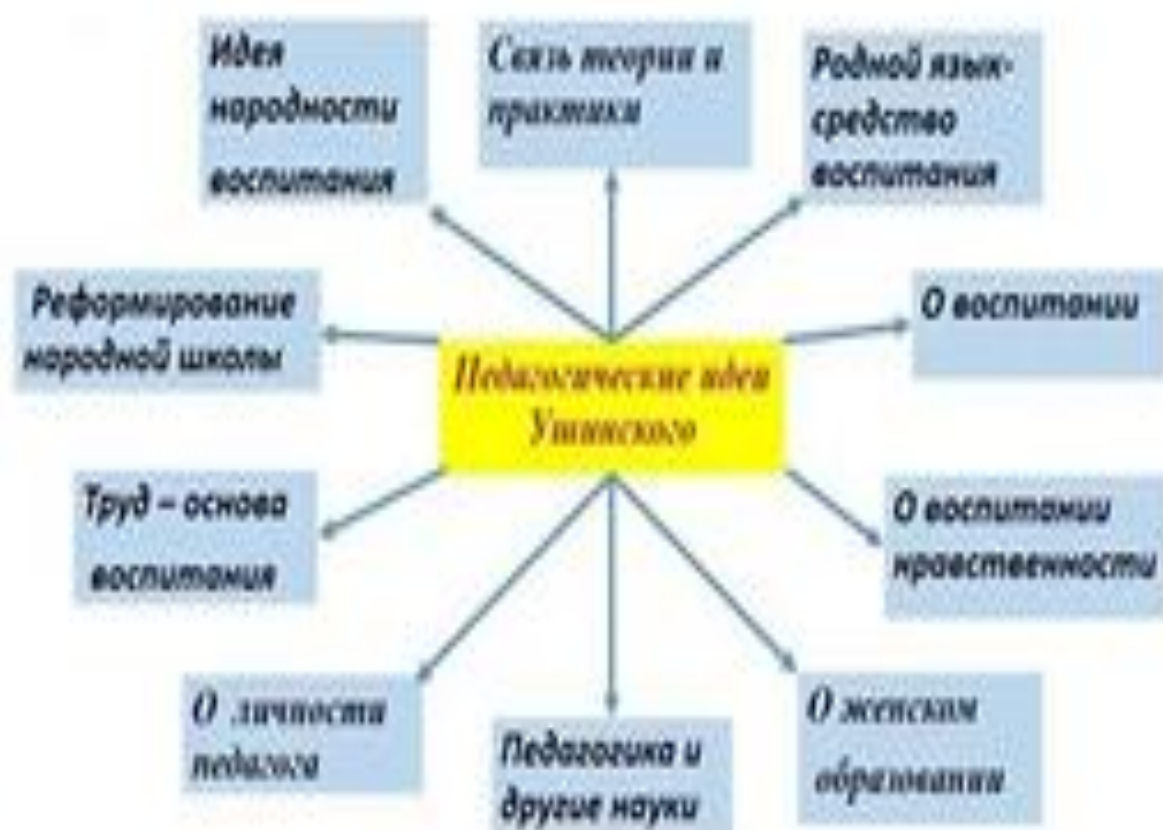 Идея
народности
воспитания
Связь теории и
практики
Родной язык-
средство
воспитания
Реформирование
народной школы
О воспитании
Педагогические идеи
Ушинского
Труд – основа
воспитания
О воспитании
нравственности
О личности
педагога
Педагогика и
другие науки
О женском
образовании